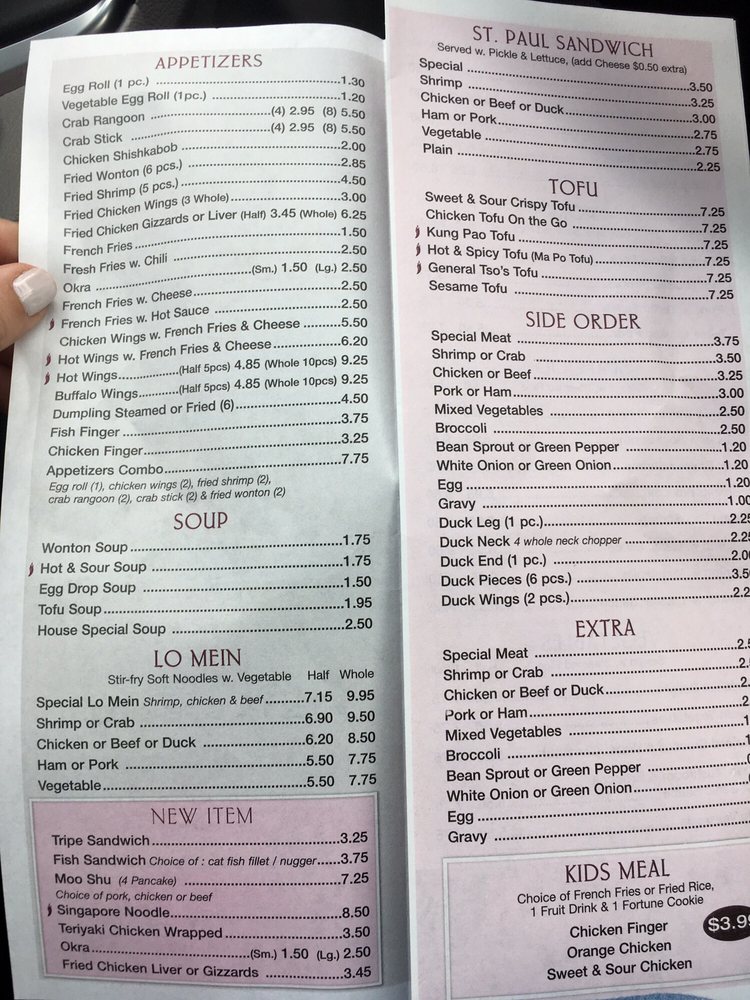 APPETIZERS
Egg Roll (1 pc.) ........ 1.30
Vegetable Egg Roll (1pc.) ........ 1.20
Crab Rangoon ........ (4) 2.95 (8) 5.50
Crab Stick ........ (4) 2.95 (8) 5.50
Chicken Shishkabob ........ 2.00
Fried Wonton (6 pcs.) ........ 2.85
Fried Shrimp (5 pcs.) ........ 4.50
Fried Chicken Wings (3 Whole) ........ 3.00
Fried Chicken Gizzards or Liver (Half) 3.45 (Whole) 6.25
French Fries ........ 1.50
Fresh Fries w. Chili ........ 2.50
Okra ........ (Sm.) 1.50 (Lg.) 2.50
French Fries w. Cheese ........ 2.50
French Fries w. Hot Sauce ........ 2.50
Chicken Wings w. French Fries & Cheese ........ 5.50
Hot Wings w. French Fries & Cheese ........ 6.20
Hot Wings ........ (Half 5pcs) 4.85 (Whole 10pcs) 9.25
Buffalo Wings ........ (Half 5pcs) 4.85 (Whole 10pcs) 9.25
Dumpling Steamed or Fried (6) ........ 4.50
Fish Finger ........ 3.75
Chicken Finger ........ 3.25
Appetizers Combo ........ 7.75
Egg roll (1), chicken wings (2), fried shrimp (2),
crab rangoon (2), crab stick (2) & fried wonton (2)
SOUP
Wonton Soup ........ 1.75
Hot & Sour Soup ........ 1.75
Egg Drop Soup ........ 1.50
Tofu Soup ........ 1.95
House Special Soup ........ 2.50
LO MEIN
Stir-fry Soft Noodles w. Vegetable Half Whole
Special Lo Mein Shrimp, chicken & beef ........ 7.15 9.95
Shrimp or Crab ........ 6.90 9.50
Chicken or Beef or Duck ........ 6.20 8.50
Ham or Pork ........ 5.50 7.75
Vegetable ........ 5.50 7.75
NEW ITEM
Tripe Sandwich ........ 3.25
Fish Sandwich Choice of : cat fish fillet / nugger ...... 3.75
Moo Shu (4 Pancake) ........ 7.25
Choice of pork, chicken or beef
Singapore Noodle ........ 8.50
Teriyaki Chicken Wrapped ........ 3.50
Okra ........ (Sm.) 1.50 (Lg.) 2.50
Fried Chicken Liver or Gizzards ........ 3.45
ST. PAUL SANDWICH
Served w. Pickle & Lettuce, (add Cheese $0.50 extra)
Special ........ 3.50
Shrimp ........ 3.25
Chicken or Beef or Duck ........ 3.00
Ham or Pork ........ 2.75
Vegetable ........ 2.75
Plain ........ 2.25
TOFU
Sweet & Sour Crispy Tofu ........ 7.25
Chicken Tofu On the Go ........ 7.25
Kung Pao Tofu ........ 7.25
Hot & Spicy Tofu (Ma Po Tofu) ........ 7.25
General Tso's Tofu ........ 7.25
Sesame Tofu ........ 7.25
SIDE ORDER
Special Meat ........ 3.75
Shrimp or Crab ........ 3.50
Chicken or Beef ........ 3.25
Pork or Ham ........ 3.00
Mixed Vegetables ........ 2.50
Broccoli ........ 2.50
Bean Sprout or Green Pepper ........ 1.20
White Onion or Green Onion ........ 1.20
Egg ........ 1.20
Gravy ........ 1.00
Duck Leg (1 pc.) ........ 2.25
Duck Neck 4 whole neck chopper ........ 2.25
Duck End (1 pc.) ........ 2.00
Duck Pieces (6 pcs.) ........ 3.5
Duck Wings (2 pcs.) ........ 2.2
EXTRA
Special Meat ........ 2.
Shrimp or Crab ........ 2.
Chicken or Beef or Duck ........ 2.
Pork or Ham ........ 2
Mixed Vegetables ........ 1
Broccoli ........ 1
Bean Sprout or Green Pepper ........
White Onion or Green Onion ........
Egg ........
Gravy ........
KIDS MEAL
Choice of French Fries or Fried Rice,
1 Fruit Drink & 1 Fortune Cookie
Chicken Finger
Orange Chicken
Sweet & Sour Chicken
$3.99